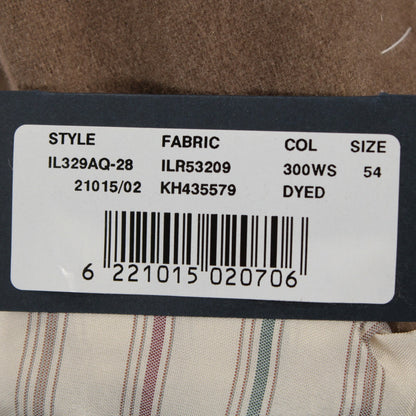 STYLE FABRIC COL SIZE
IL329AQ-28 ILR53209 300WS 54
21015/02 KH435579 DYED
6 221015 020706